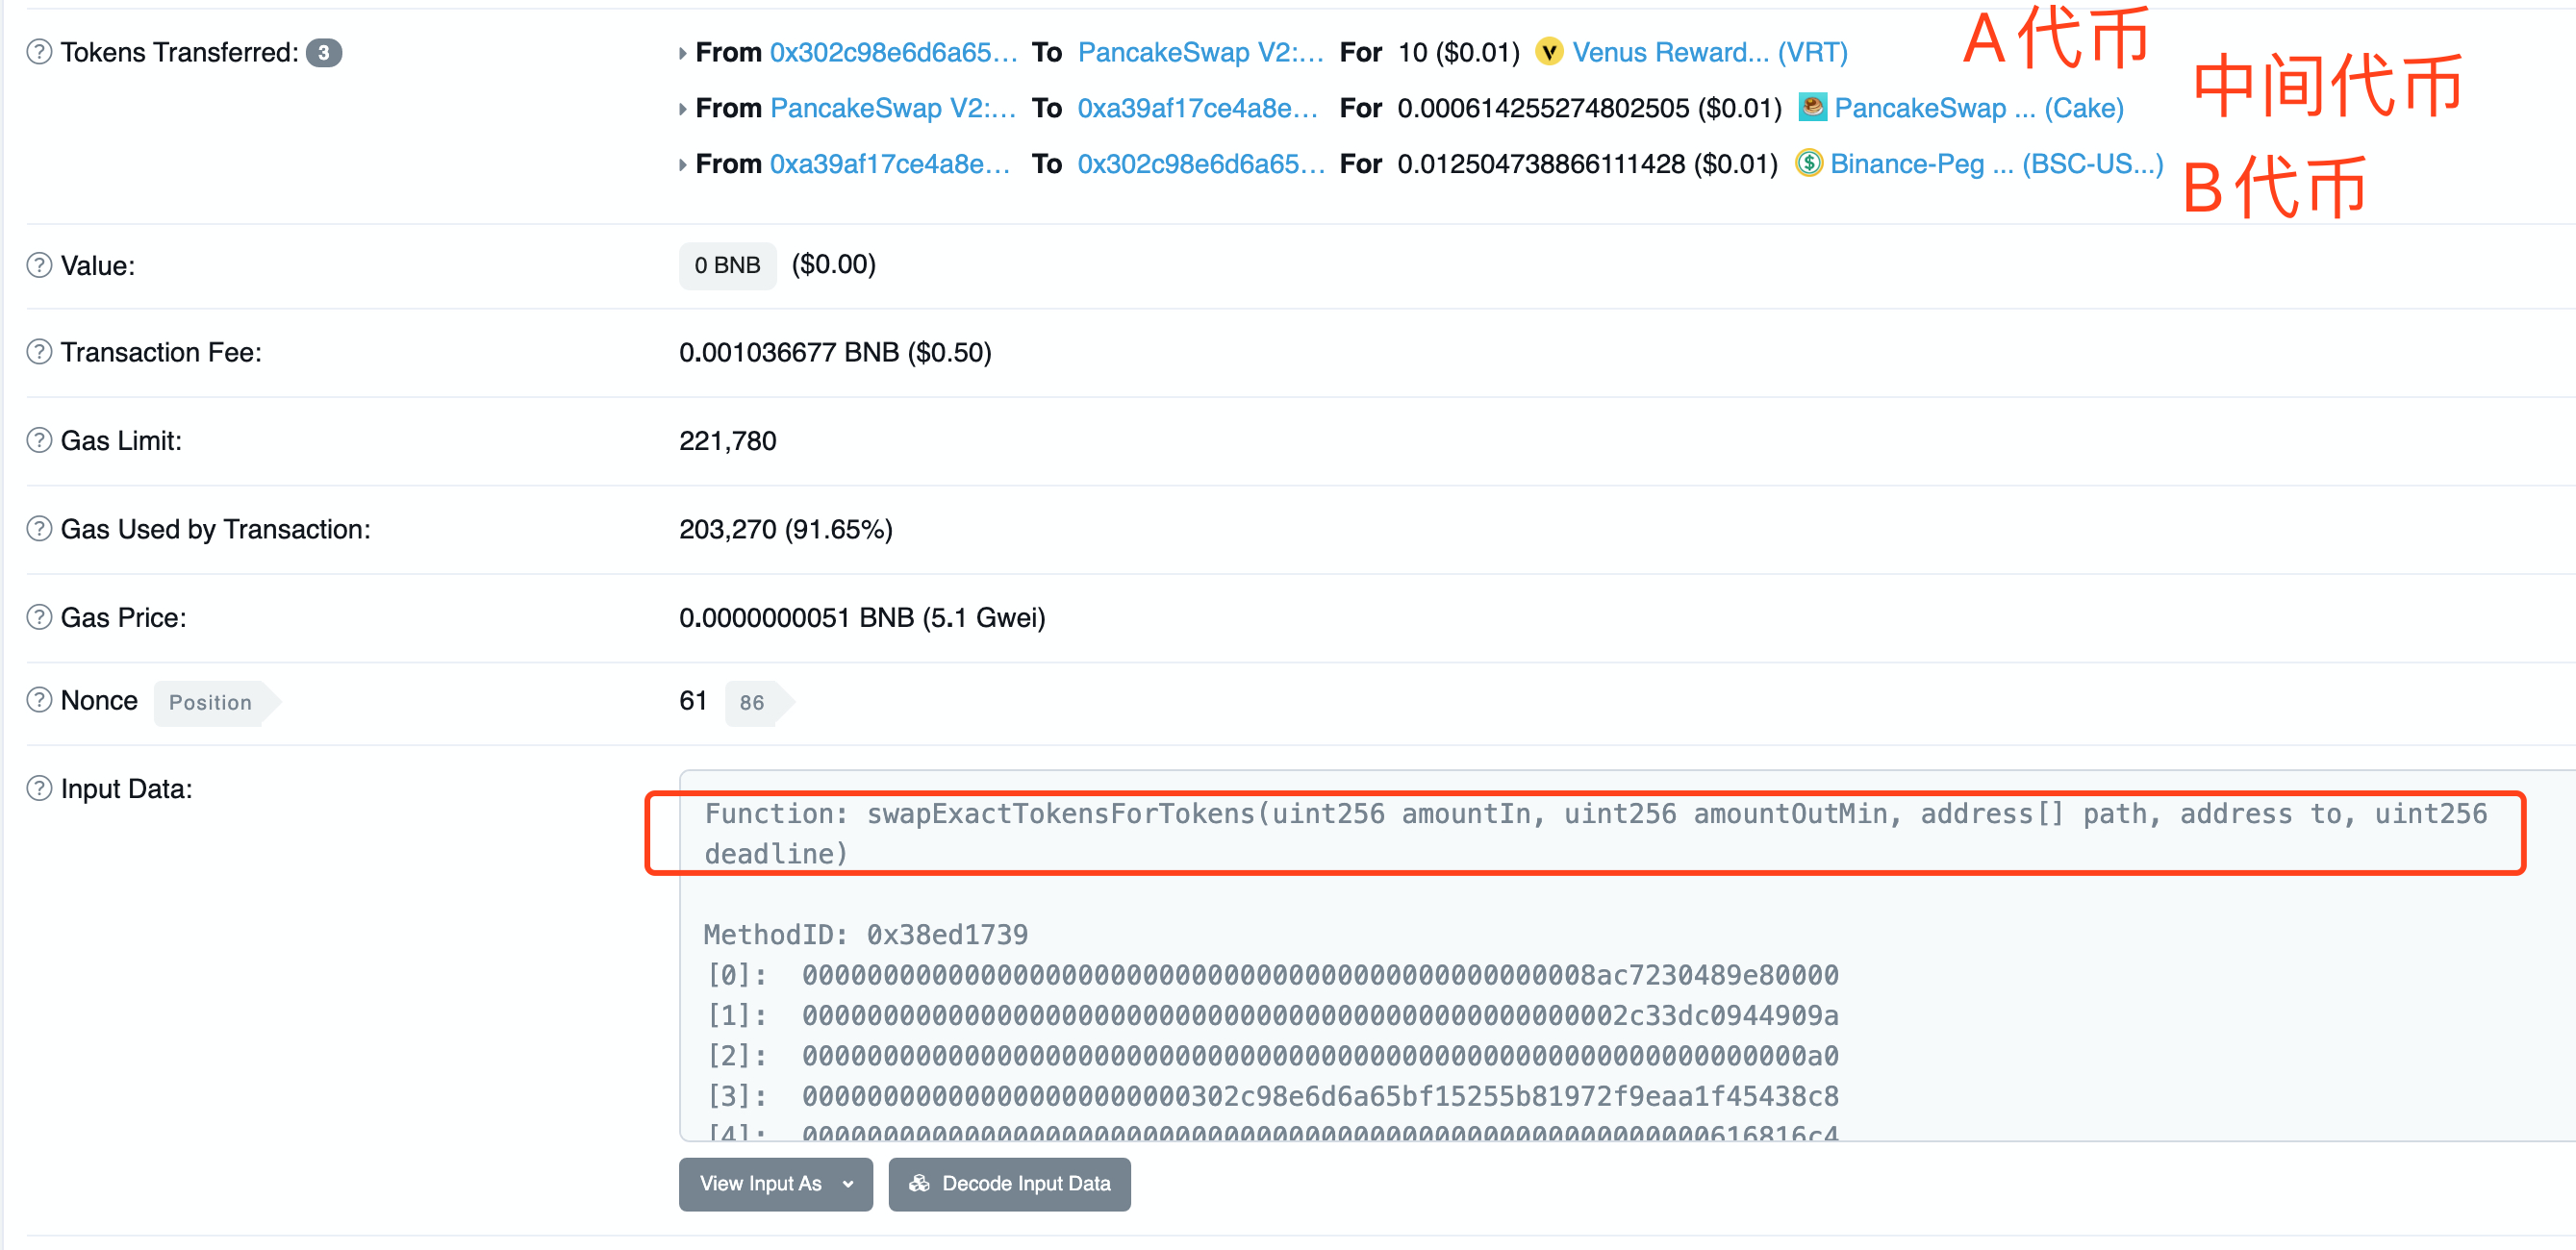 Tokens Transferred: 3
From 0x302c98e6d6a65... To PancakeSwap V2:... For 10 ($0.01) Venus Reward... (VRT) A代币
From PancakeSwap V2:... To 0xa39af17ce4a8e... For 0.000614255274802505 ($0.01) PancakeSwap ... (Cake) 中间代币
From 0xa39af17ce4a8e... To 0x302c98e6d6a65... For 0.012504738866111428 ($0.01) Binance-Peg ... (BSC-US...) B代币
Value: 0 BNB ($0.00)
Transaction Fee: 0.001036677 BNB ($0.50)
Gas Limit: 221,780
Gas Used by Transaction: 203,270 (91.65%)
Gas Price: 0.0000000051 BNB (5.1 Gwei)
Nonce Position 61 86
Input Data:
Function: swapExactTokensForTokens(uint256 amountIn, uint256 amountOutMin, address[] path, address to, uint256
deadline)
MethodID: 0x38ed1739
[0]: 0000000000000000000000000000000000000000000000008ac7230489e80000
[1]: 000000000000000000000000000000000000000000000000002c33dc0944909a
[2]: 00000000000000000000000000000000000000000000000000000000000000a0
[3]: 000000000000000000000000302c98e6d6a65bf15255b81972f9eaa1f45438c8
[4]: 00000000000000000000000000000000000000000000000000000000616816c4
View Input As
Decode Input Data